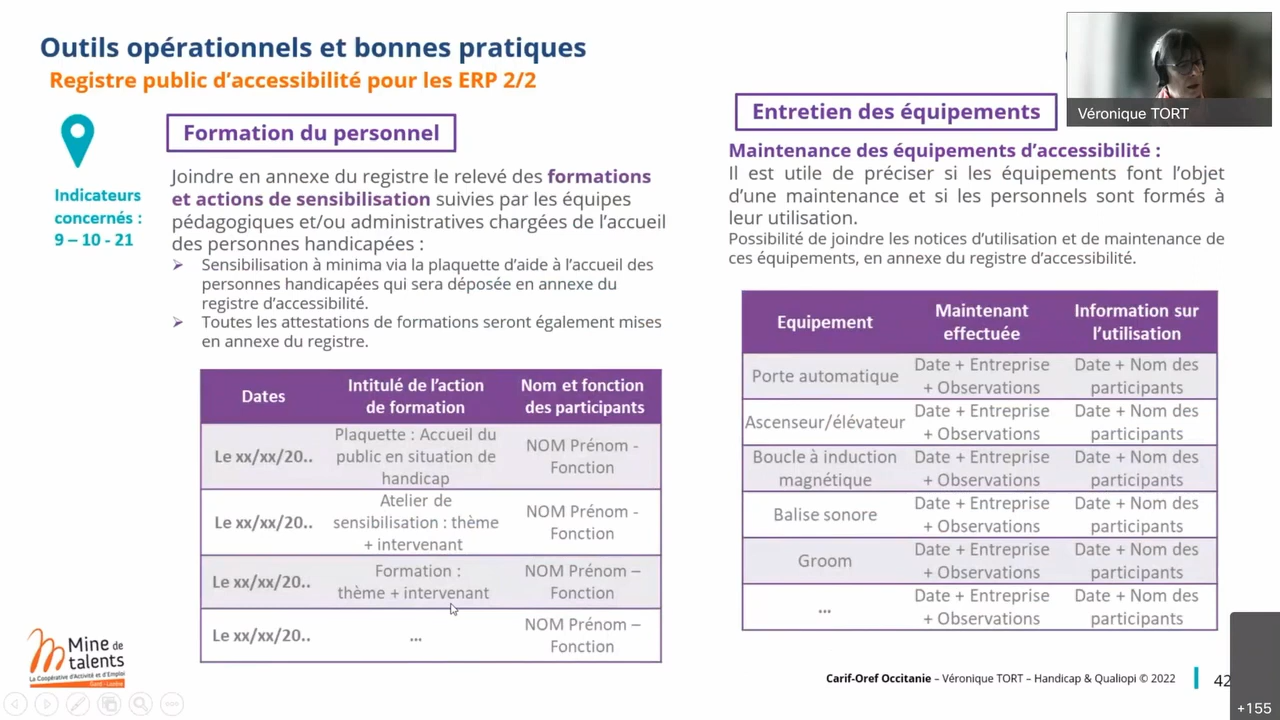 Outils opérationnels et bonnes pratiques
Registre public d'accessibilité pour les ERP 2/2
Indicateurs
concernés :
9 – 10 - 21
Formation du personnel
Joindre en annexe du registre le relevé des formations
et actions de sensibilisation suivies par les équipes
pédagogiques et/ou administratives chargées de l'accueil
des personnes handicapées :
Sensibilisation à minima via la plaquette d'aide à l'accueil des
personnes handicapées qui sera déposée en annexe du
registre d'accessibilité.
Toutes les attestations de formations seront également mises
en annexe du registre.
Dates
Intitulé de l'action
de formation
Nom et fonction
des participants
Le xx/xx/20..
Plaquette : Accueil du
public en situation de
handicap
NOM Prénom -
Fonction
Le xx/xx/20..
Atelier de
sensibilisation : thème
+ intervenant
NOM Prénom -
Fonction
Le xx/xx/20..
Formation :
thème + intervenant
NOM Prénom –
Fonction
Le xx/xx/20..
...
NOM Prénom –
Fonction
Entretien des équipements
Véronique TORT
Maintenance des équipements d'accessibilité :
Il est utile de préciser si les équipements font l'objet
d'une maintenance et si les personnels sont formés à
leur utilisation.
Possibilité de joindre les notices d'utilisation et de maintenance de
ces équipements, en annexe du registre d'accessibilité.
Equipement
Maintenant
effectuée
Information sur
l'utilisation
Porte automatique
Date + Entreprise
+ Observations
Date + Nom des
participants
Ascenseur/élévateur
Date + Entreprise
+ Observations
Date + Nom des
participants
Boucle à induction
magnétique
Date + Entreprise
+ Observations
Date + Nom des
participants
Balise sonore
Date + Entreprise
+ Observations
Date + Nom des
participants
Groom
Date + Entreprise
+ Observations
Date + Nom des
participants
...
Date + Entreprise
+ Observations
Date + Nom des
participants
Mine de
talents
La Coopérative d'Activité et d'Emploi
Gard - Lozère
Carif-Oref Occitanie – Véronique TORT – Handicap & Qualiopi © 2022
42
+155